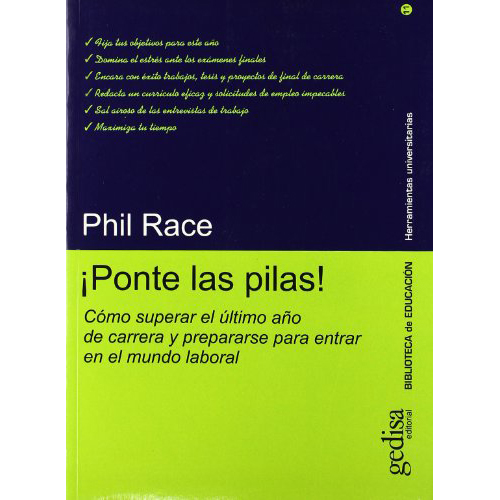 ✓ Fija tus objetivos para este año
✓ Domina el estrés ante los exámenes finales
✓ Encara con éxito trabajos, tesis y proyectos de final de carrera
✓ Redacta un currículo eficaz y solicitudes de empleo impecables
✓ Sal airoso de las entrevistas de trabajo
✓ Maximiza tu tiempo
Phil Race
¡Ponte las pilas!
Cómo superar el último año
de carrera y prepararse para entrar
en el mundo laboral
Herramientas universitarias
BIBLIOTECA de EDUCACIÓN
gedisa
editorial